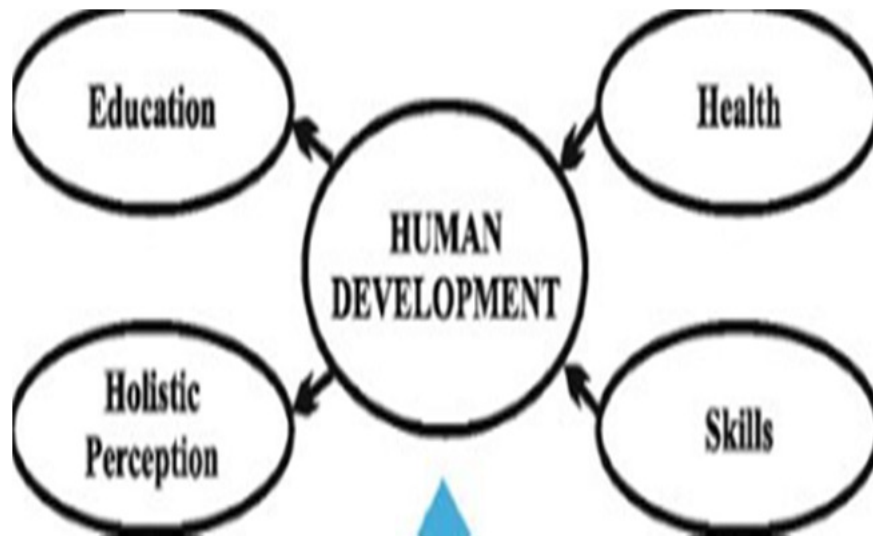 Education
Health
HUMAN
DEVELOPMENT
Holistic
Perception
Skills